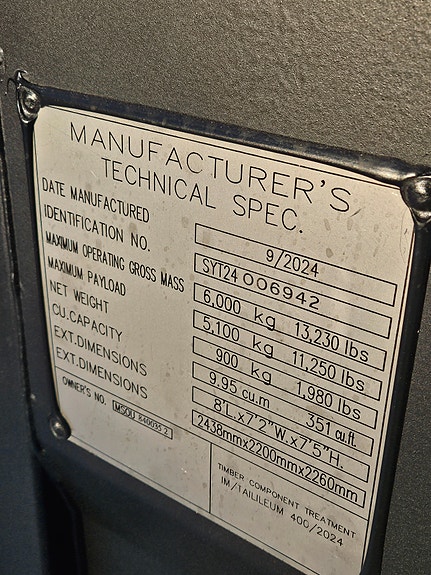 MANUFACTURER'S
TECHNICAL SPEC.
DATE MANUFACTURED 9/2024
IDENTIFICATION NO. SYT24 006942
MAXIMUM OPERATING GROSS MASS 6,000 kg 13,230 lbs
MAXIMUM PAYLOAD 5,100 kg 11,250 lbs
NET WEIGHT 900 kg 1,980 lbs
CU.CAPACITY 9.95 cu.m 351 cu.ft
EXT.DIMENSIONS 8'L.x7'2"W.x7'5"H.
EXT.DIMENSIONS 2438mmx2200mmx2260mm
OWNER'S NO. MSOU 840035 2
TIMBER COMPONENT TREATMENT
IM/TAILILEUM 400/2024